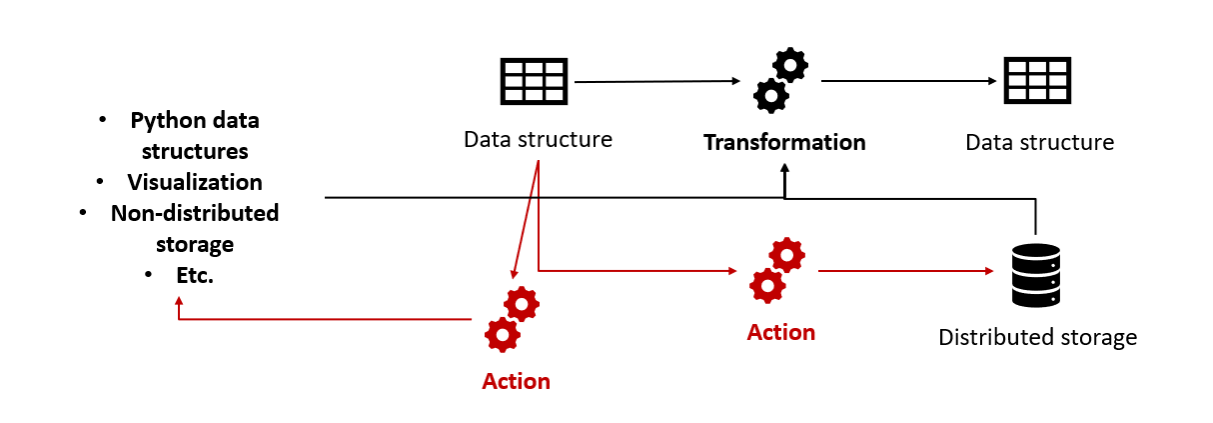 • Python data
structures
• Visualization
• Non-distributed
storage
• Etc.
Data structure
Transformation
Data structure
Action
Distributed storage
Action